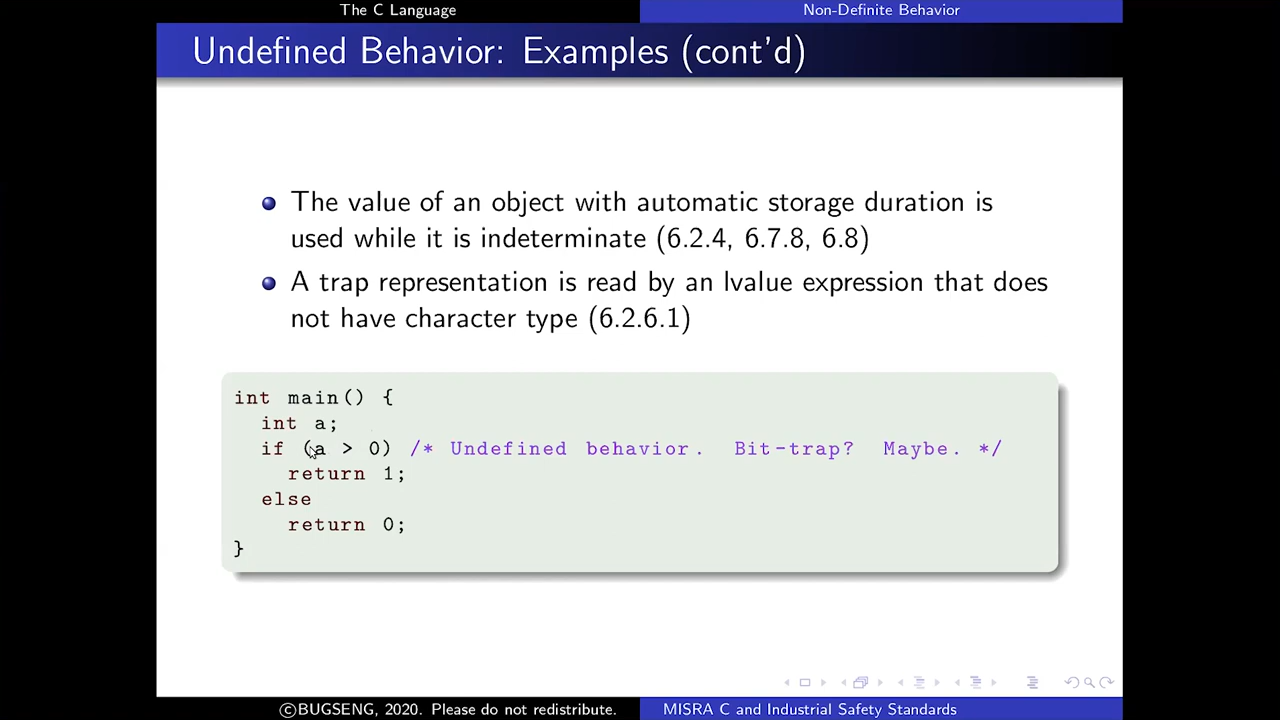 The C Language
Non-Definite Behavior
Undefined Behavior: Examples (cont'd)
The value of an object with automatic storage duration is
used while it is indeterminate (6.2.4, 6.7.8, 6.8)
A trap representation is read by an lvalue expression that does
not have character type (6.2.6.1)
int main() {
  int a;
  if (a > 0) /* Undefined behavior. Bit-trap? Maybe. */
    return 1;
  else
    return 0;
}
©BUGSENG, 2020. Please do not redistribute.
MISRA C and Industrial Safety Standards